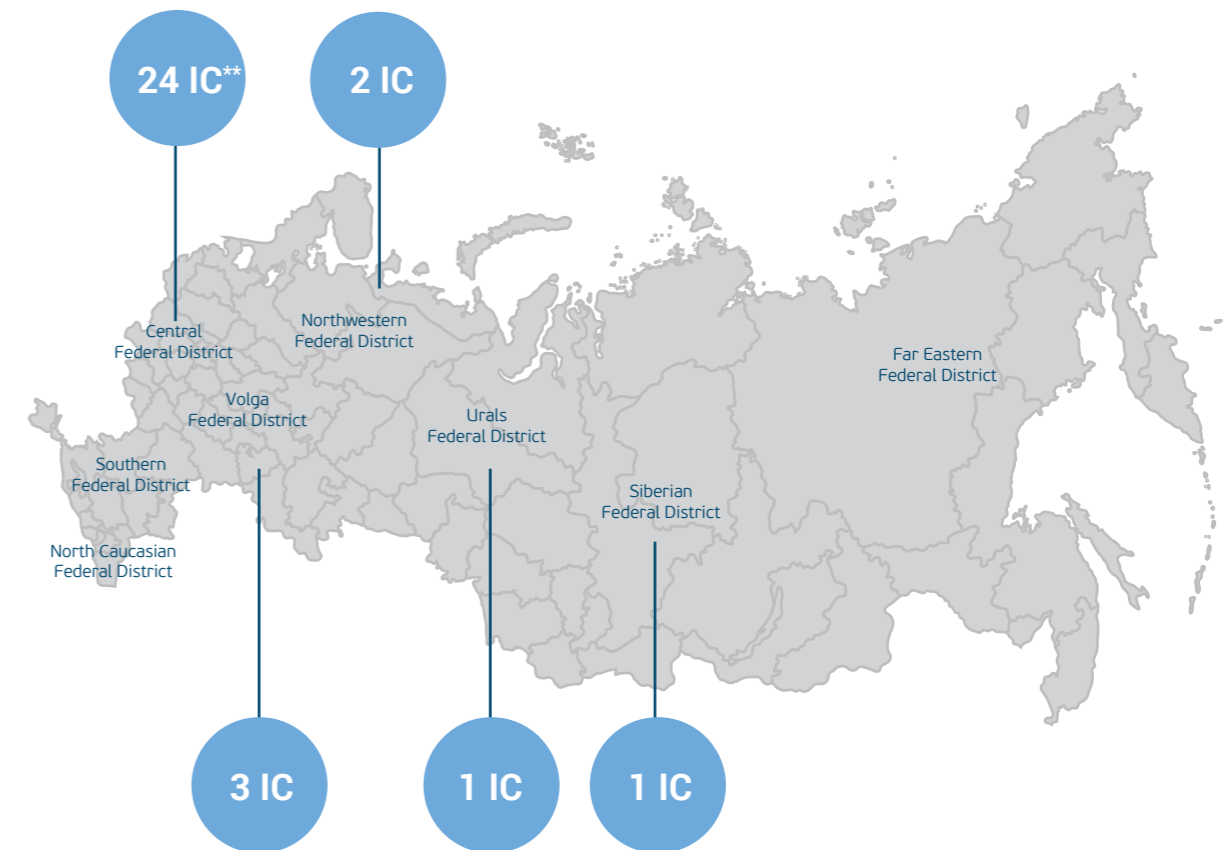 24 IC**
2 IC
Central
Federal District
Northwestern
Federal District
Far Eastern
Federal District
Volga
Federal District
Urals
Federal District
Southern
Federal District
Siberian
Federal District
North Caucasian
Federal District
3 IC
1 IC
1 IC